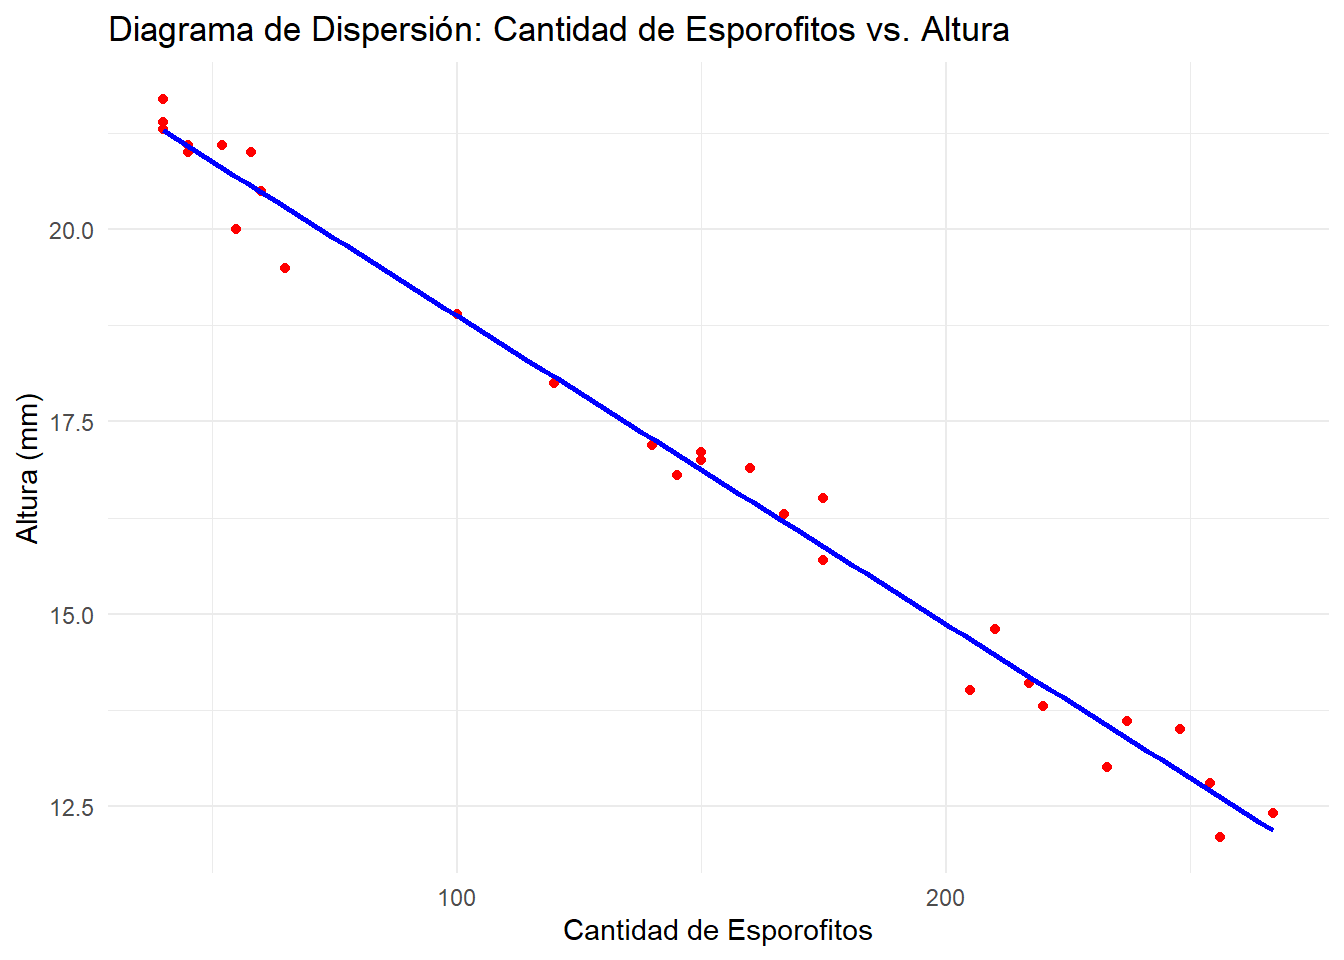 Diagrama de Dispersión: Cantidad de Esporofitos vs. Altura
Altura (mm)
20.0
17.5
15.0
12.5
100 200
Cantidad de Esporofitos